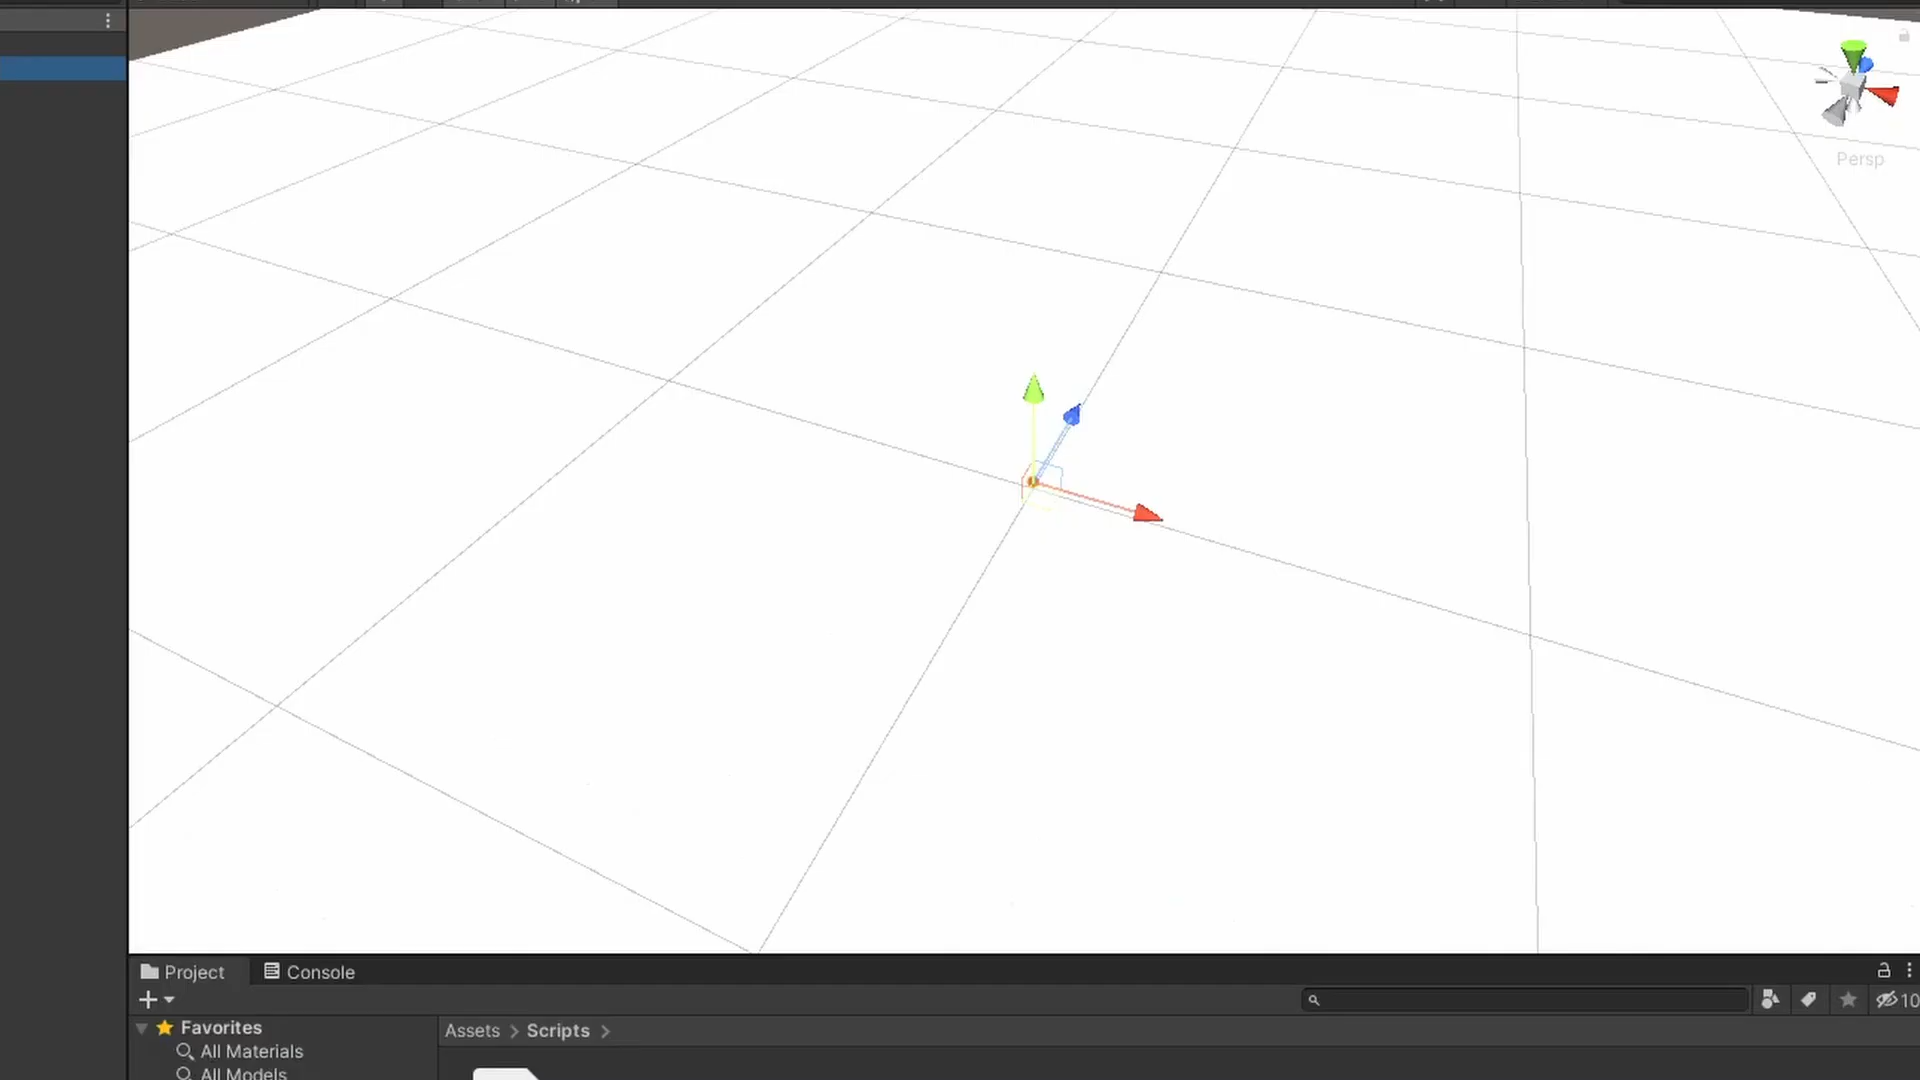 Persp
Project
Console
10
Favorites
Assets > Scripts >
All Materials
All Models